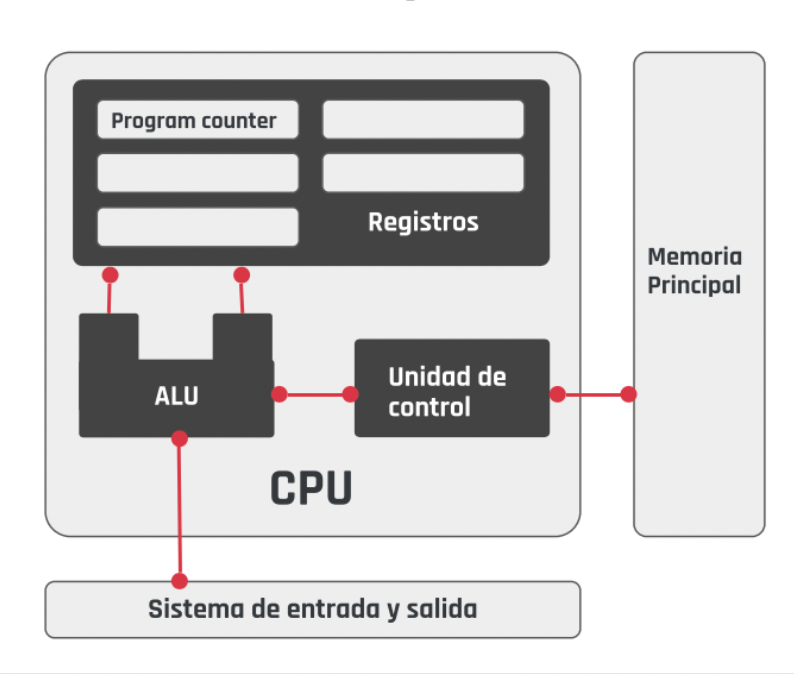 Program counter
Registros
Memoria
Principal
Unidad de
control
ALU
CPU
Sistema de entrada y salida